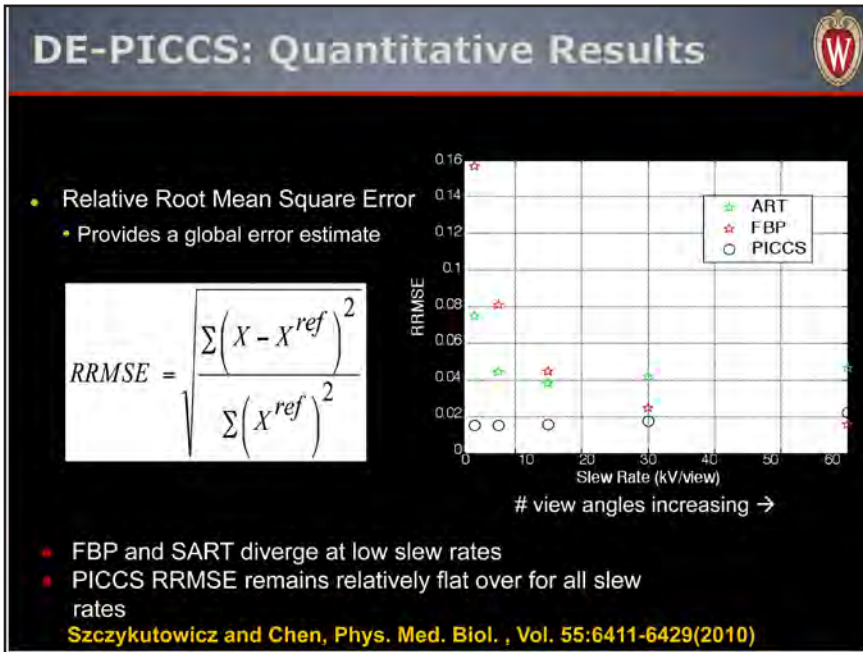 DE-PICCS: Quantitative Results
W
• Relative Root Mean Square Error
• Provides a global error estimate
RRMSE = √(∑(X − X^ref)^2 / ∑(X^ref)^2)
RRMSE
0.16
0.14
0.12
0.1
0.08
0.06
0.04
0.02
0
0 10 20 30 40 50 60
Slew Rate (kV/view)
ART
FBP
PICCS
# view angles increasing →
FBP and SART diverge at low slew rates
PICCS RRMSE remains relatively flat over for all slew
rates
Szczykutowicz and Chen, Phys. Med. Biol. , Vol. 55:6411-6429(2010)